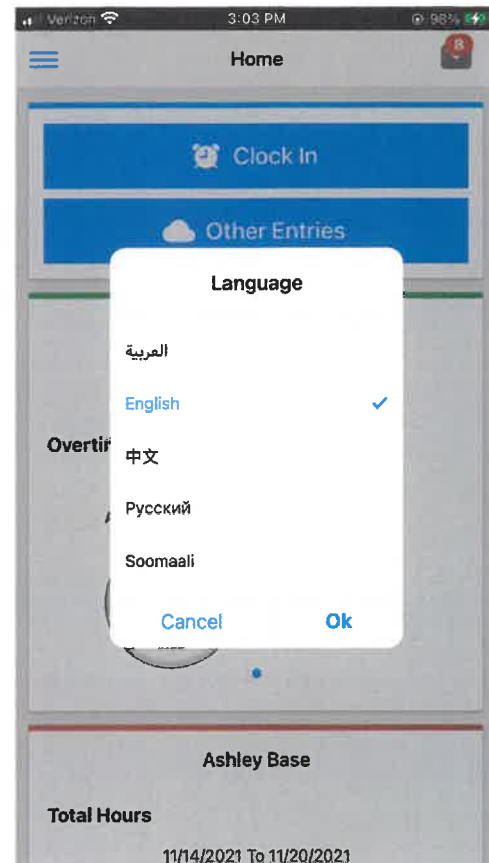 Verizon 3:03 PM 98%
Home
8
Clock In
Other Entries
Language
العربية
English
中文
Русский
Soomaali
Cancel Ok
Ashley Base
Total Hours
11/14/2021 To 11/20/2021